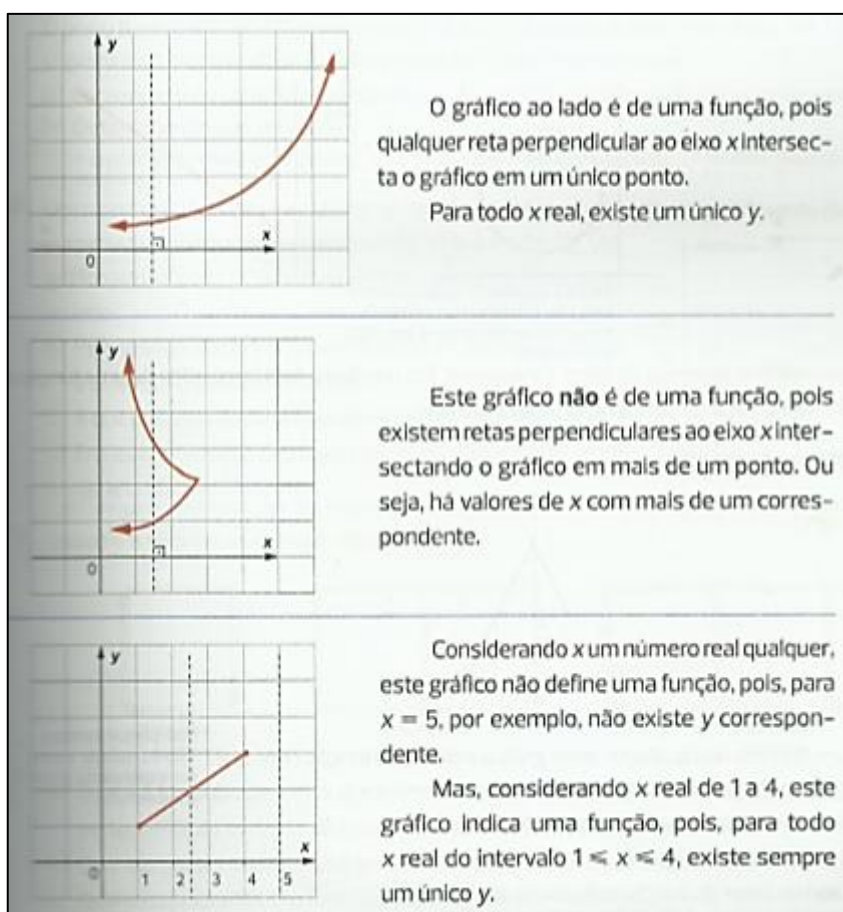 y
x
0
O gráfico ao lado é de uma função, pois
qualquer reta perpendicular ao eixo x intersec-
ta o gráfico em um único ponto.
Para todo x real, existe um único y.
y
x
0
Este gráfico não é de uma função, pois
existem retas perpendiculares ao eixo x inter-
sectando o gráfico em mais de um ponto. Ou
seja, há valores de x com mais de um corres-
pondente.
y
x
0 1 2 3 4 5
Considerando x um número real qualquer,
este gráfico não define uma função, pois, para
x = 5, por exemplo, não existe y correspon-
dente.
Mas, considerando x real de 1 a 4, este
gráfico indica uma função, pois, para todo
x real do intervalo 1 ⩽ x ⩽ 4, existe sempre
um único y.